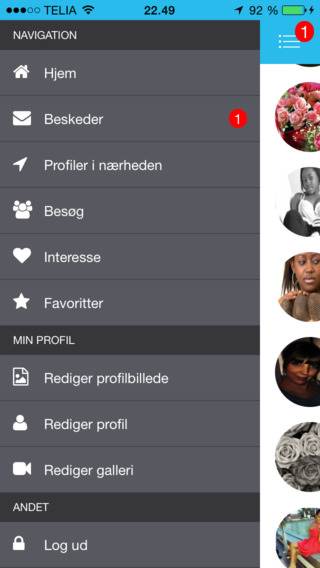 TELIA 22.49 92 %
NAVIGATION
1
Hjem
Beskeder 1
Profiler i nærheden
Besøg
Interesse
Favoritter
MIN PROFIL
Rediger profilbillede
Rediger profil
Rediger galleri
ANDET
Log ud